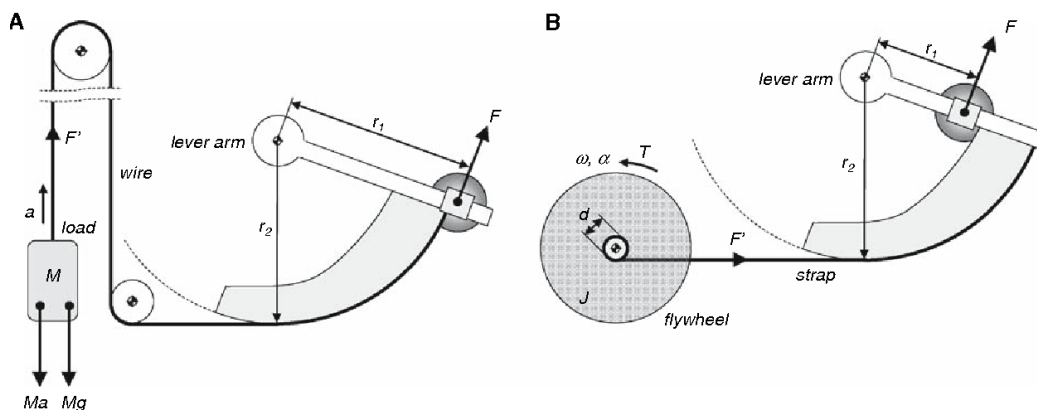 A
F'
a
load
M
Ma Mg
wire
lever arm
r1
r2
F
B
lever arm
r1
r2
F
ω, α
T
d
J
F'
flywheel
strap